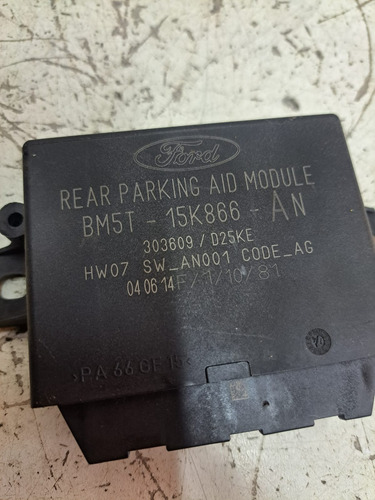 Ford
REAR PARKING AID MODULE
BM5T - 15K866 - AN
303609 / D25KE
HW07 SW_AN001 CODE_AG
04 06 14 F/1/10/81
>PA 66 GF 15<